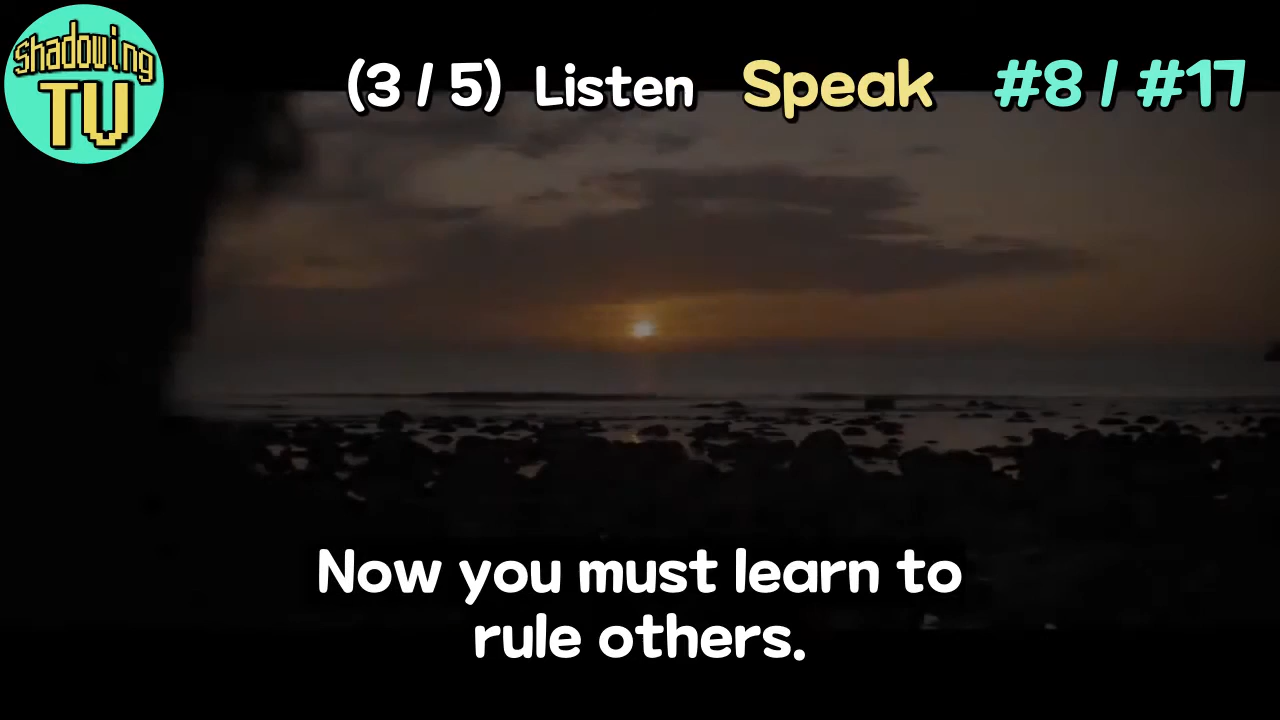 Shadowing
TV
(3 / 5) Listen Speak #8 / #17
Now you must learn to
rule others.